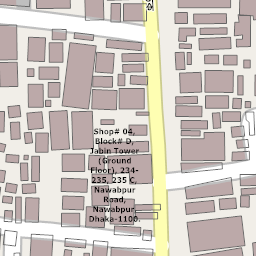 Shop# 04,
Block# D,
Jabin Tower
(Ground
Floor), 234-
235, 235 C,
Nawabpur
Road,
Nawabpur,
Dhaka-1100.